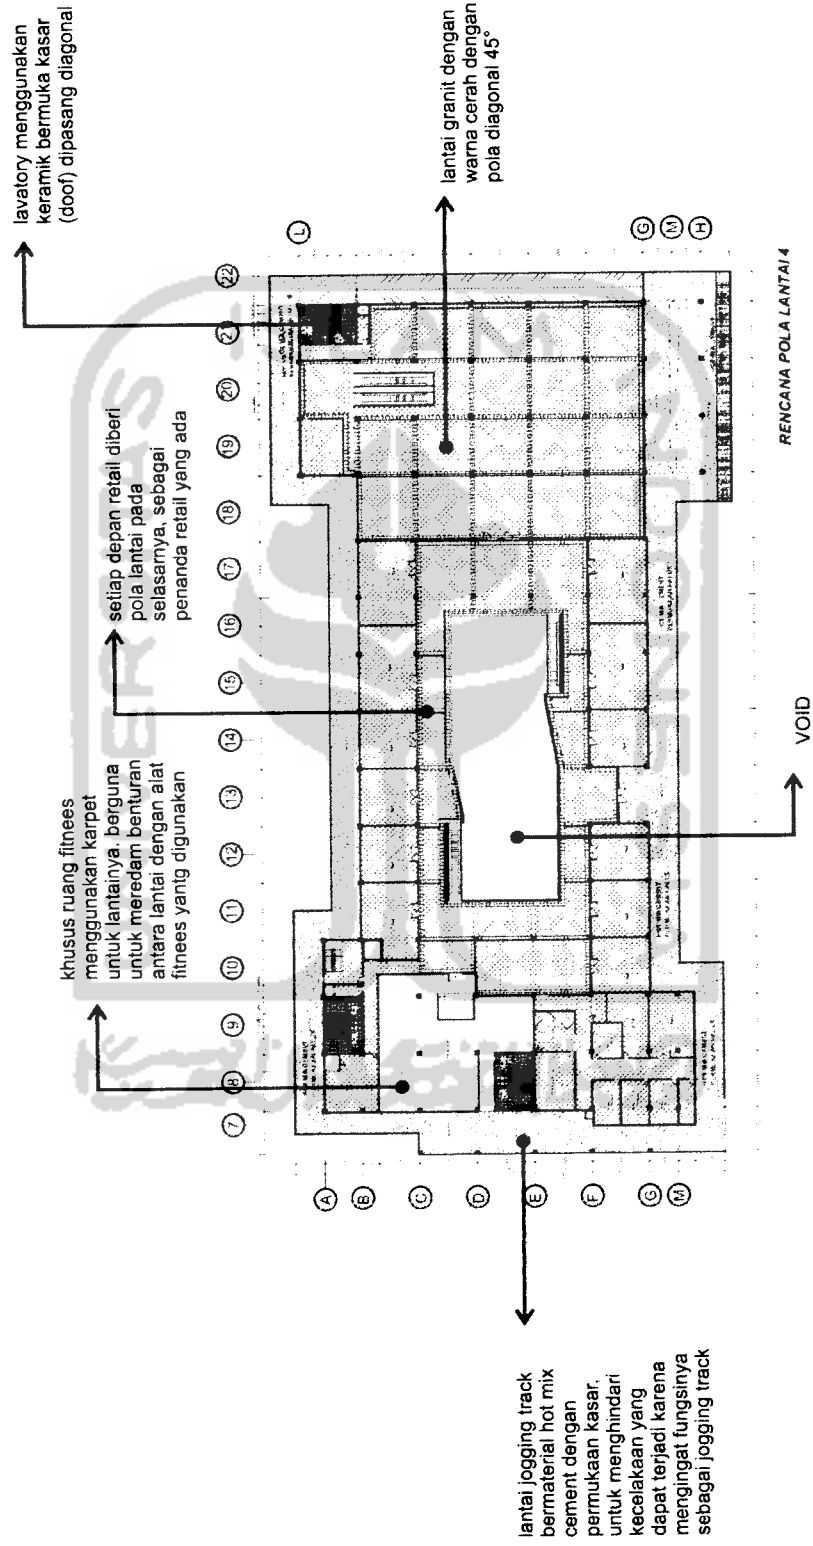 lavatory menggunakan
keramik bermuka kasar
(doof) dipasang diagonal
lantai granit dengan
warna cerah dengan
pola diagonal 45°
setiap depan retail diberi
pola lantai pada
selasarnya, sebagai
penanda retail yang ada
khusus ruang fitnees
menggunakan karpet
untuk lantainya, berguna
untuk meredam benturan
antara lantai dengan alat
fitnees yantg digunakan
lantai jogging track
bermaterial hot mix
cement dengan
permukaan kasar,
untuk menghindari
kecelakaan yang
dapat terjadi karena
mengingat fungsinya
sebagai jogging track
VOID
7 8 9 10 11 12 13 14 15 16 17 18 19 20 21 22
L
A
B
C
D
E
F
G
M
G
M
H
RENCANA POLA LANTAI 4
UNIVERSITAS ISLAM INDONESIA